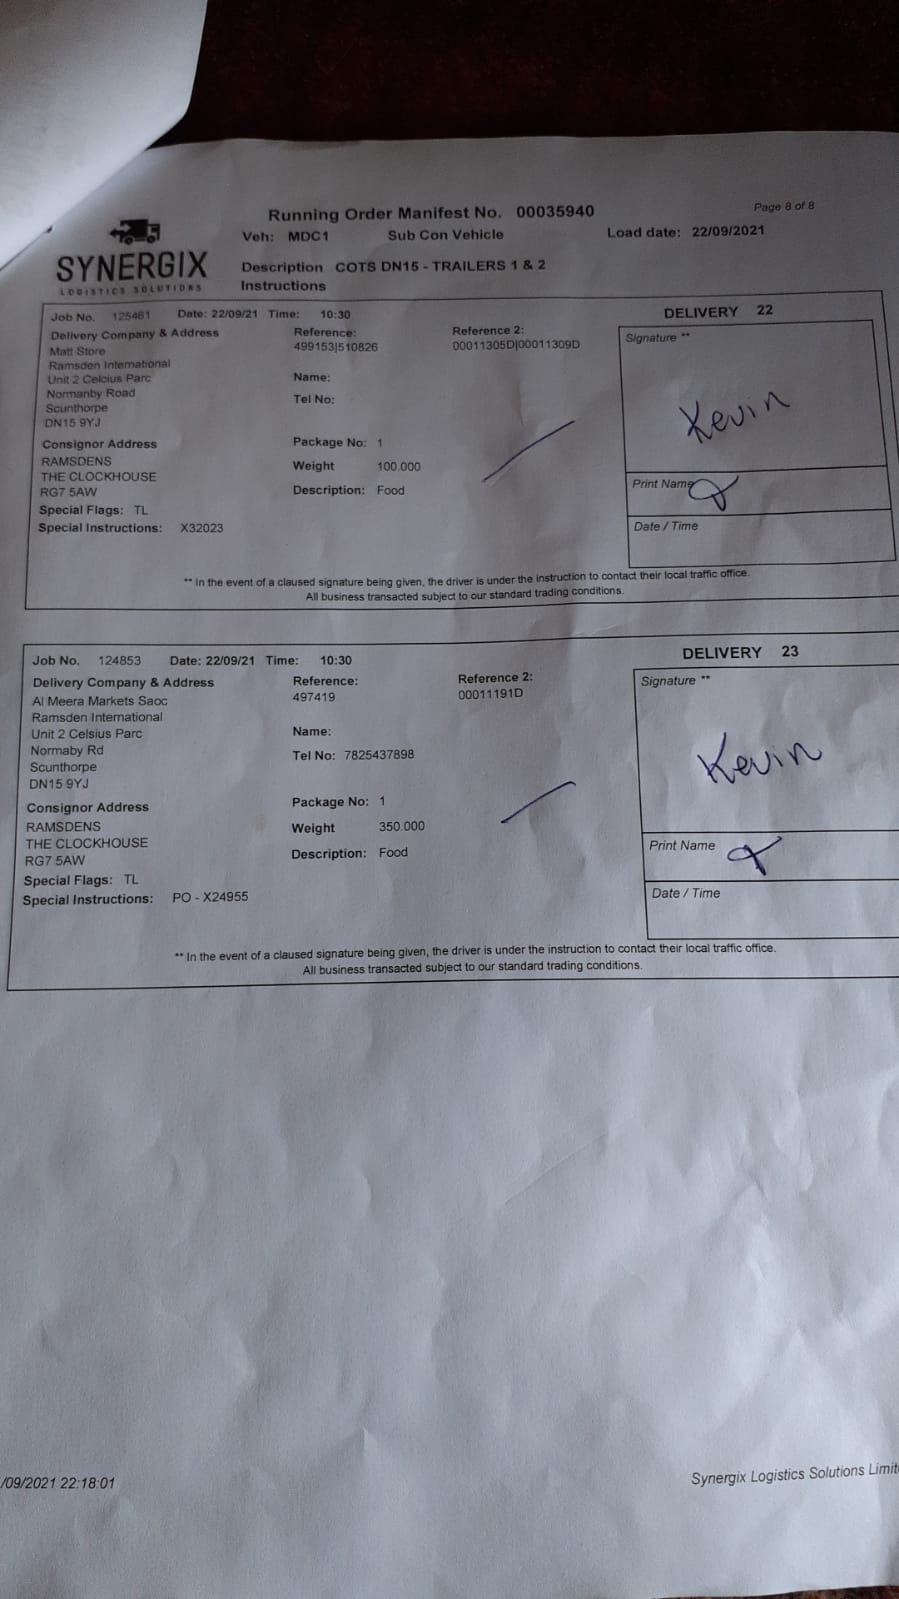 Running Order Manifest No. 00035940
Page 8 of 8
Veh: MDC1 Sub Con Vehicle Load date: 22/09/2021
SYNERGIX
LOGISTICS SOLUTIONS
Description COTS DN15 - TRAILERS 1 & 2
Instructions
Job No. 125461 Date: 22/09/21 Time: 10:30 DELIVERY 22
Delivery Company & Address Reference: Reference 2: Signature **
Matt Store 499153|510826 00011305D|00011309D
Ramsden International
Unit 2 Celcius Parc Name:
Normanby Road Tel No:
Scunthorpe
DN15 9YJ
Kevin
Consignor Address Package No: 1
RAMSDENS Weight 100.000
THE CLOCKHOUSE
RG7 5AW Description: Food
Print Name
Special Flags: TL
Special Instructions: X32023
Date / Time
** In the event of a claused signature being given, the driver is under the instruction to contact their local traffic office.
All business transacted subject to our standard trading conditions.
Job No. 124853 Date: 22/09/21 Time: 10:30 DELIVERY 23
Delivery Company & Address Reference: Reference 2: Signature **
Al Meera Markets Saoc 497419 00011191D
Ramsden International
Unit 2 Celsius Parc Name:
Normaby Rd Tel No: 7825437898
Scunthorpe
DN15 9YJ
Kevin
Consignor Address Package No: 1
RAMSDENS Weight 350.000
THE CLOCKHOUSE
RG7 5AW Description: Food
Print Name
Special Flags: TL
Special Instructions: PO - X24955
Date / Time
** In the event of a claused signature being given, the driver is under the instruction to contact their local traffic office.
All business transacted subject to our standard trading conditions.
/09/2021 22:18:01
Synergix Logistics Solutions Limite